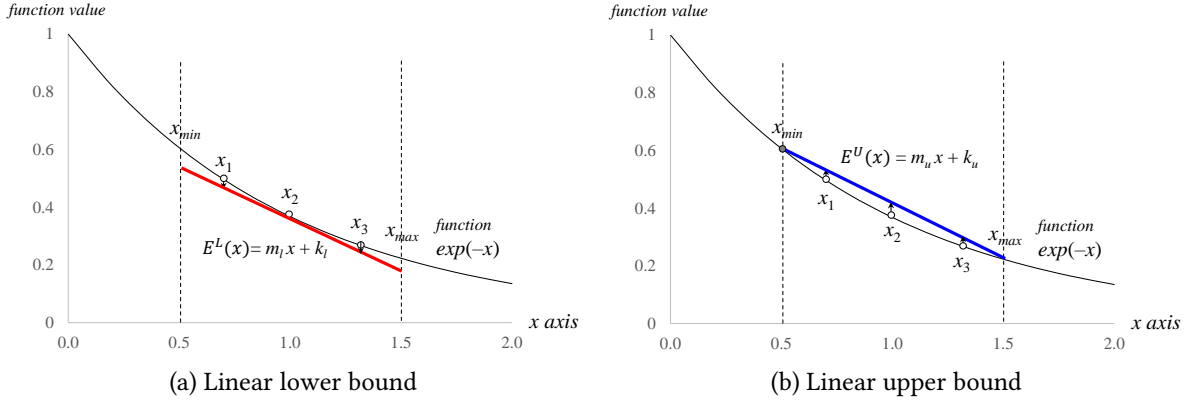 function value
1
0.8
0.6
0.4
0.2
0
x_min
x_1
x_2
x_3
x_max
E^L(x) = m_l x + k_l
function
exp(−x)
0.0
0.5
1.0
1.5
2.0
x axis
(a) Linear lower bound
function value
1
0.8
0.6
0.4
0.2
0
x_min
E^U(x) = m_u x + k_u
x_1
x_2
x_3
x_max
function
exp(−x)
0.0
0.5
1.0
1.5
2.0
x axis
(b) Linear upper bound